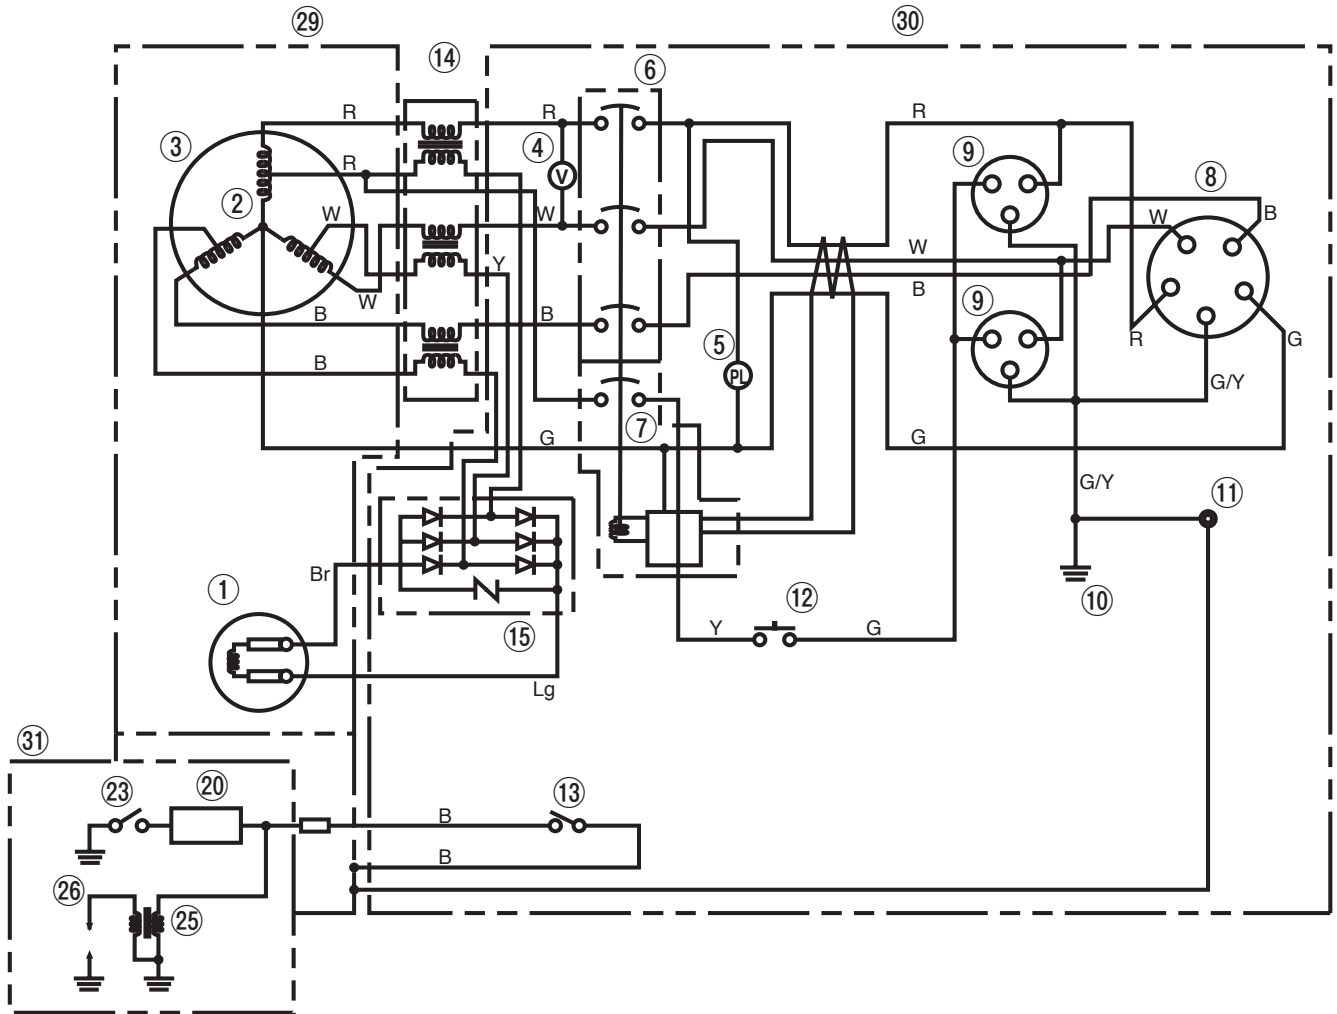 ㉙
㉚
⑭
⑥
R
R
④
R
③
⑨
R
V
⑧
②
W
W
W
B
Y
W
W
B
⑨
B
B
⑤
R
G
B
PL
G/Y
⑦
G
G
G/Y
⑪
Br
①
⑫
⑩
⑮
Y
G
Lg
㉛
㉓
⑳
⑬
B
B
㉖
㉕